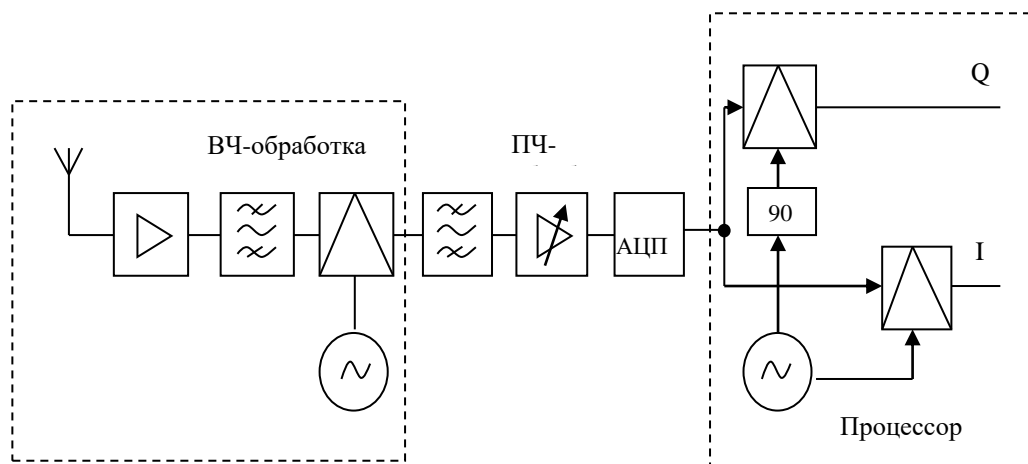 Q
ВЧ-обработка
ПЧ-
90
АЦП
I
Процессор